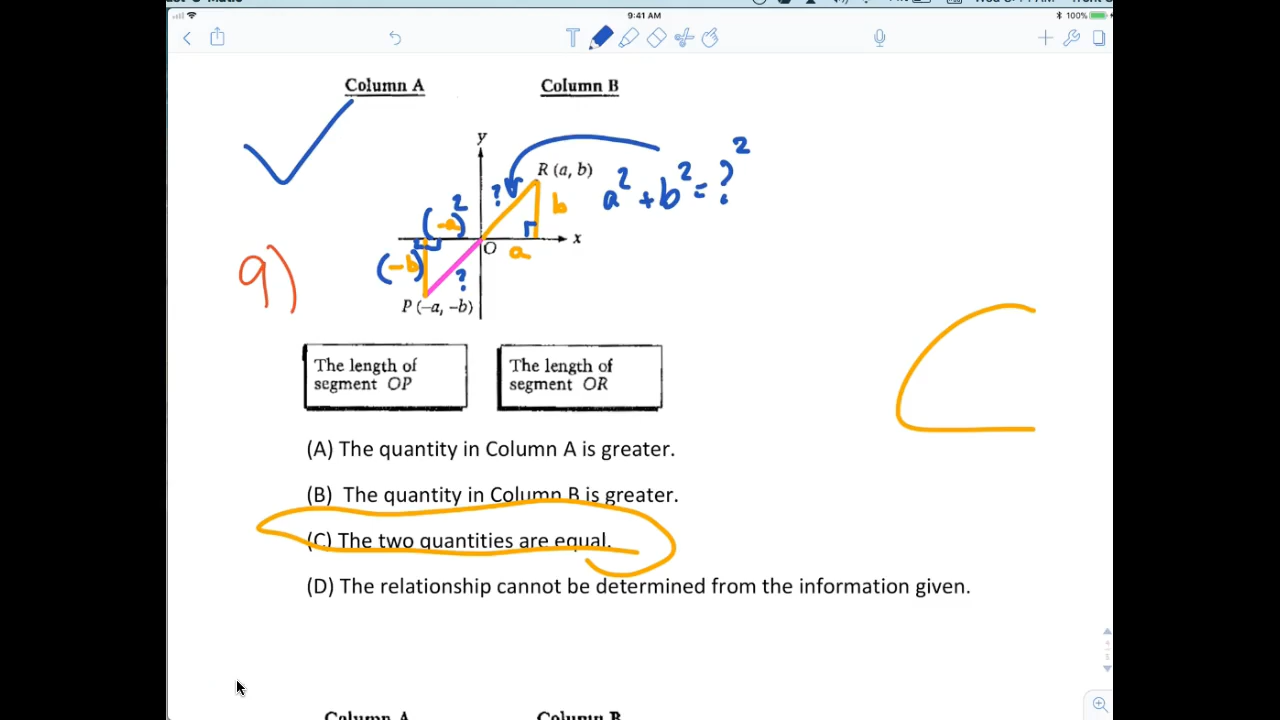 9:41 AM
100%
T
Column A Column B
y
R (a, b)
a² + b² = ?²
?
b
(-a)²
O
x
a
9)
(-b)²
?
P (−a, −b)
The length of
segment OP
The length of
segment OR
(A) The quantity in Column A is greater.
(B) The quantity in Column B is greater.
(C) The two quantities are equal.
(D) The relationship cannot be determined from the information given.
Column A Column B